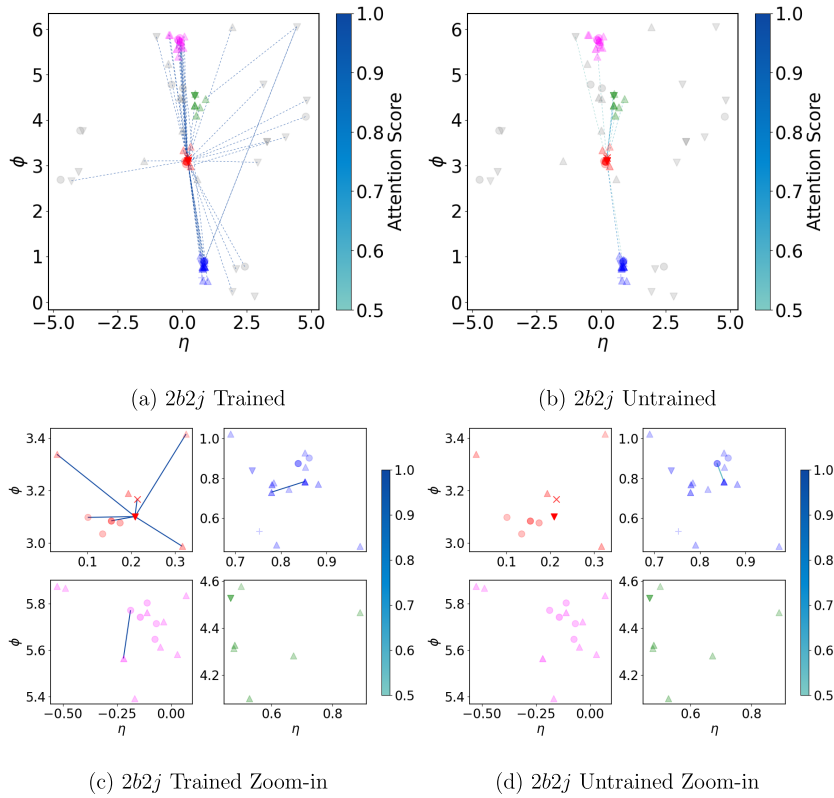 6
5
4
3
2
1
0
ϕ
−5.0 −2.5 0.0 2.5 5.0
η
1.0
0.9
0.8
0.7
0.6
0.5
Attention Score
6
5
4
3
2
1
0
ϕ
−5.0 −2.5 0.0 2.5 5.0
η
1.0
0.9
0.8
0.7
0.6
0.5
Attention Score
(a) 2b2j Trained
(b) 2b2j Untrained
3.4
3.2
3.0
ϕ
0.1 0.2 0.3
1.0
0.8
0.6
0.7 0.8 0.9
5.8
5.6
5.4
ϕ
−0.50 −0.25 0.00
η
4.6
4.4
4.2
0.6 0.8
η
1.0
0.9
0.8
0.7
0.6
0.5
3.4
3.2
3.0
ϕ
0.1 0.2 0.3
1.0
0.8
0.6
0.7 0.8 0.9
5.8
5.6
5.4
ϕ
−0.50 −0.25 0.00
η
4.6
4.4
4.2
0.6 0.8
η
1.0
0.9
0.8
0.7
0.6
0.5
(c) 2b2j Trained Zoom-in
(d) 2b2j Untrained Zoom-in